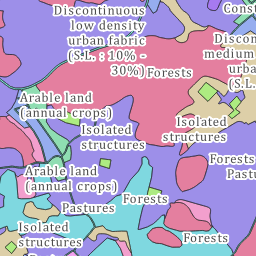 Discontinuous
low density
urban fabric
(S.L. : 10% -
30%)
Forests
Const
Discon
medium
urba
(S.L.
Arable land
(annual crops)
Isolated
structures
Isolated
structures
Forests
Pastu
Arable land
(annual crops)
Forests
Pastures
Isolated
structures
Forests